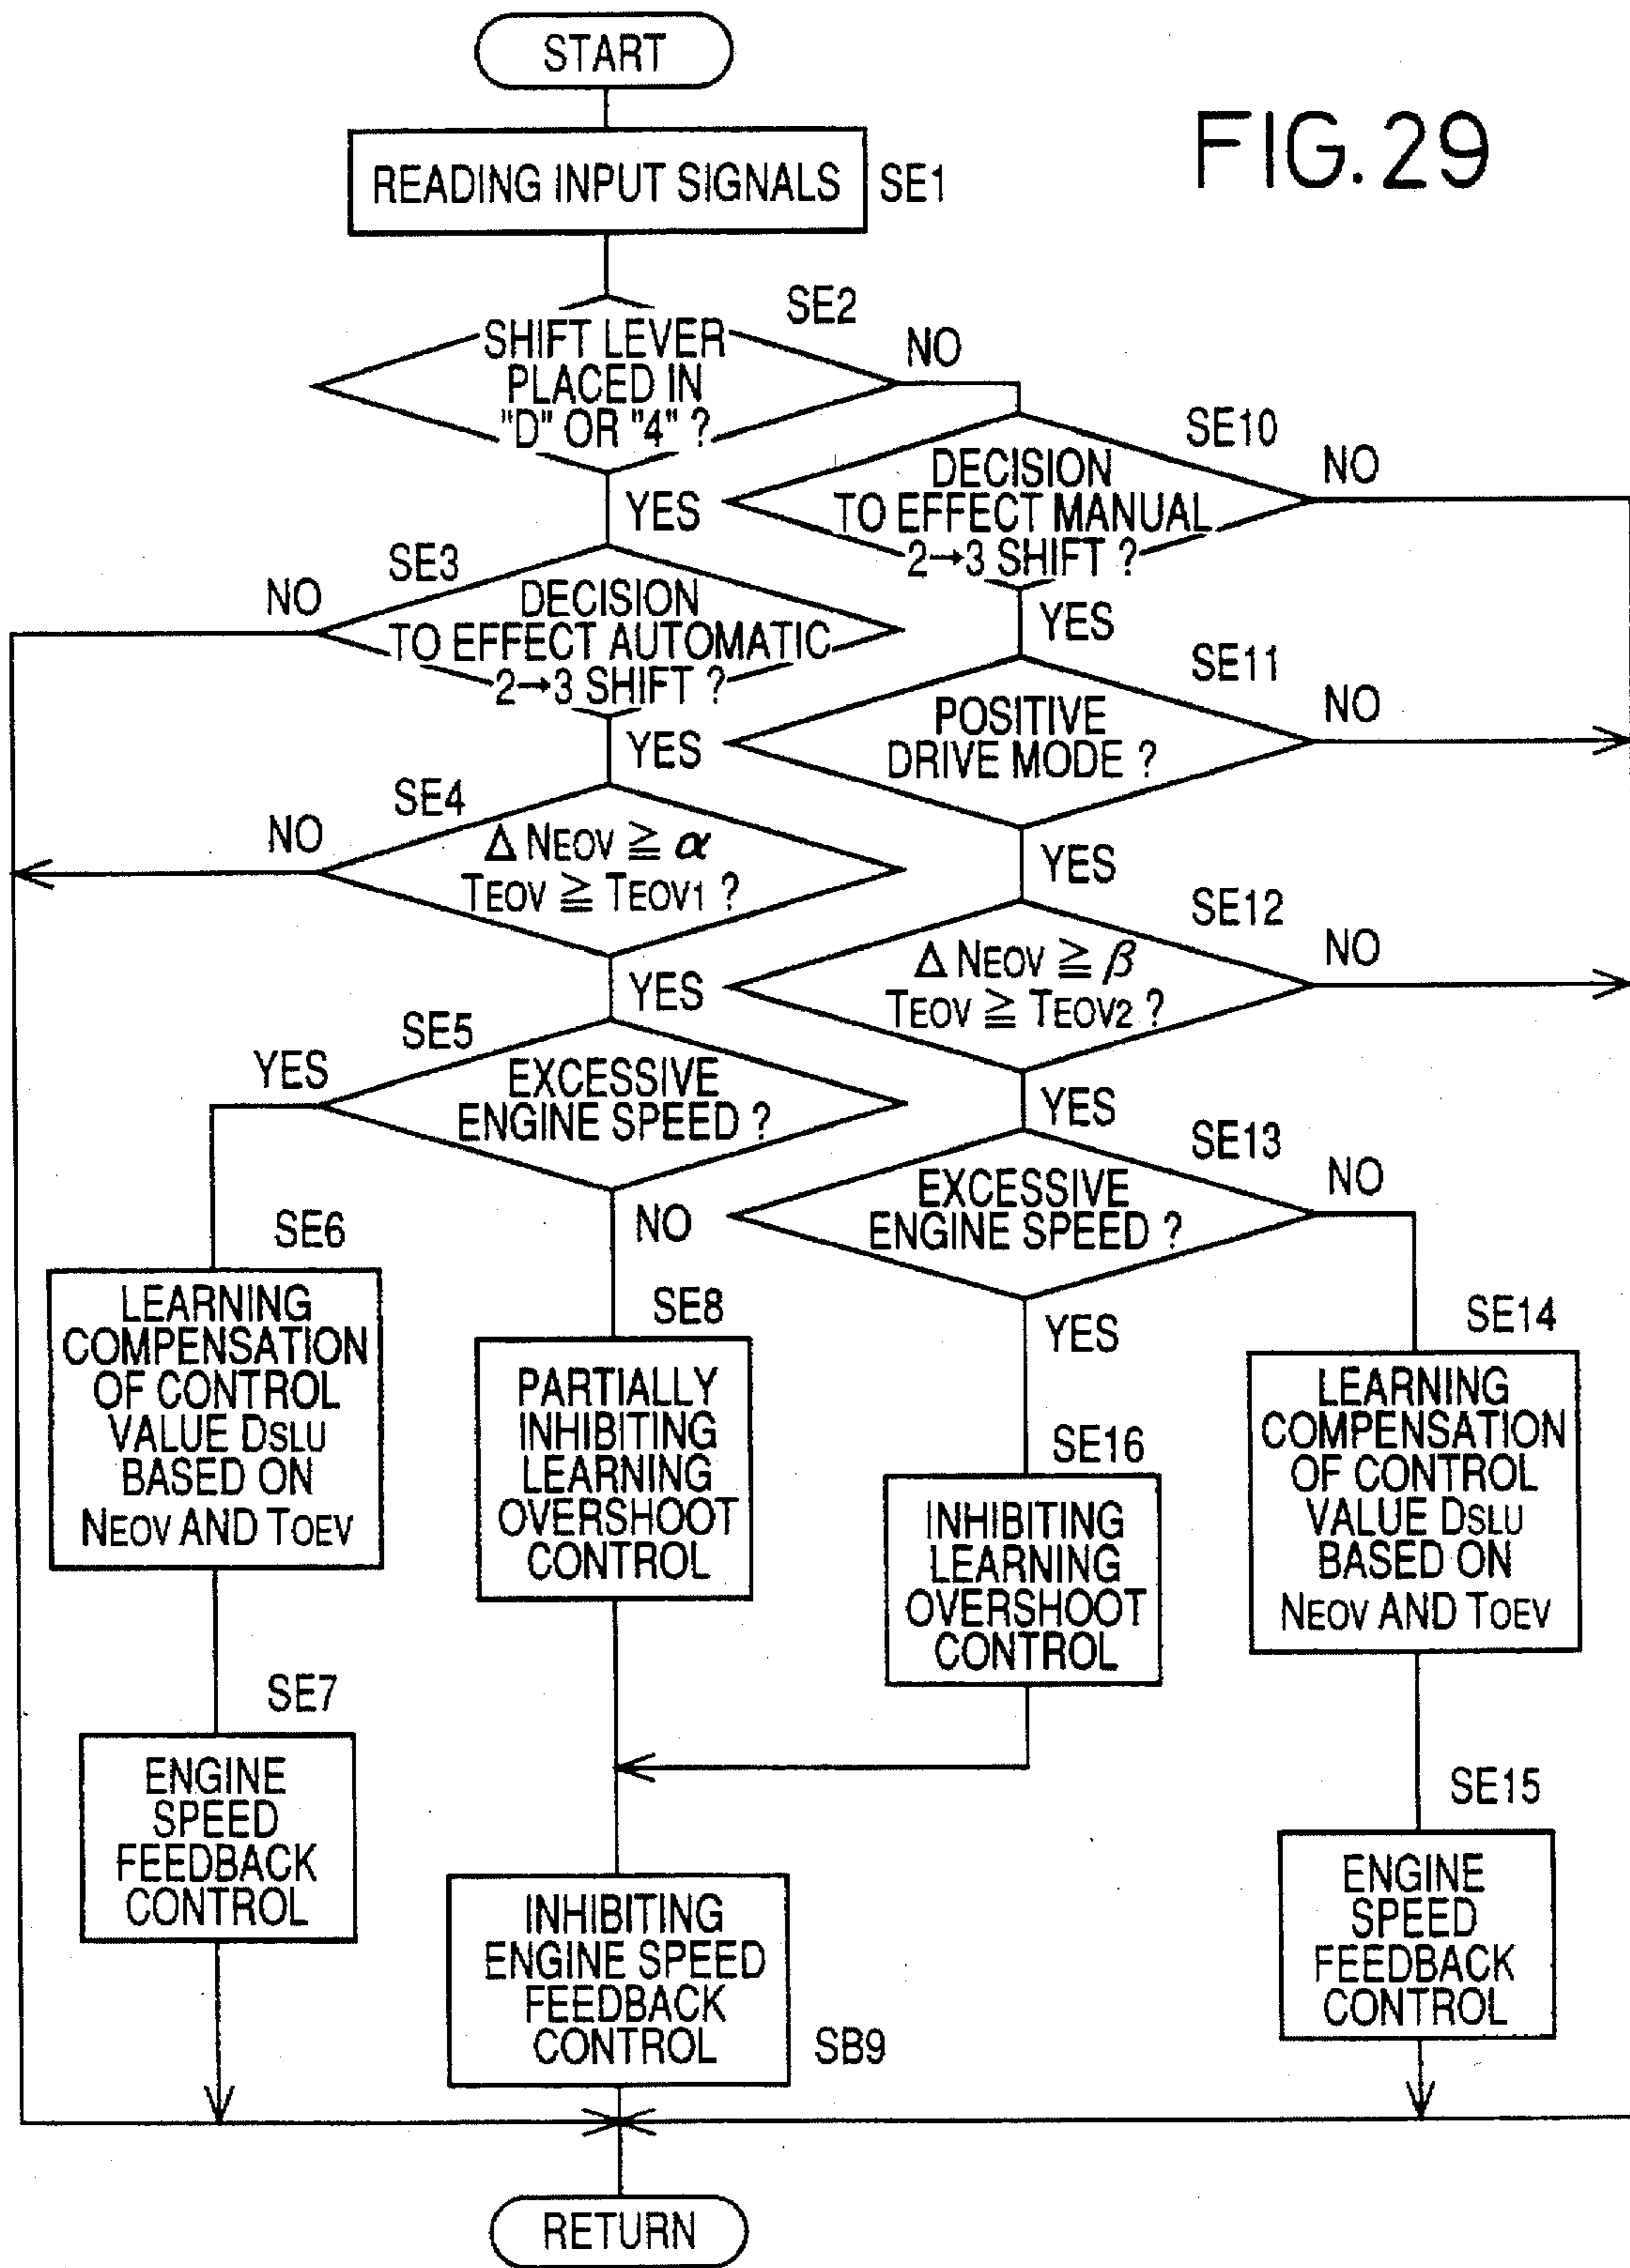 START
FIG. 29
READING INPUT SIGNALS
SE1
SE2
SHIFT LEVER
PLACED IN
"D" OR "4" ?
NO
YES
SE10
DECISION
TO EFFECT MANUAL
2→3 SHIFT ?
NO
YES
SE3
NO
DECISION
TO EFFECT AUTOMATIC
2→3 SHIFT ?
YES
SE11
POSITIVE
DRIVE MODE ?
NO
YES
SE4
NO
Δ NEOV ≧ α
TEOV ≧ TEOV1 ?
YES
SE12
Δ NEOV ≧ β
TEOV ≧ TEOV2 ?
NO
YES
SE5
YES
EXCESSIVE
ENGINE SPEED ?
NO
SE13
EXCESSIVE
ENGINE SPEED ?
NO
YES
SE6
LEARNING
COMPENSATION
OF CONTROL
VALUE DSLU
BASED ON
NEOV AND TOEV
SE8
PARTIALLY
INHIBITING
LEARNING
OVERSHOOT
CONTROL
SE16
INHIBITING
LEARNING
OVERSHOOT
CONTROL
SE14
LEARNING
COMPENSATION
OF CONTROL
VALUE DSLU
BASED ON
NEOV AND TOEV
SE7
ENGINE
SPEED
FEEDBACK
CONTROL
INHIBITING
ENGINE SPEED
FEEDBACK
CONTROL
SB9
SE15
ENGINE
SPEED
FEEDBACK
CONTROL
RETURN